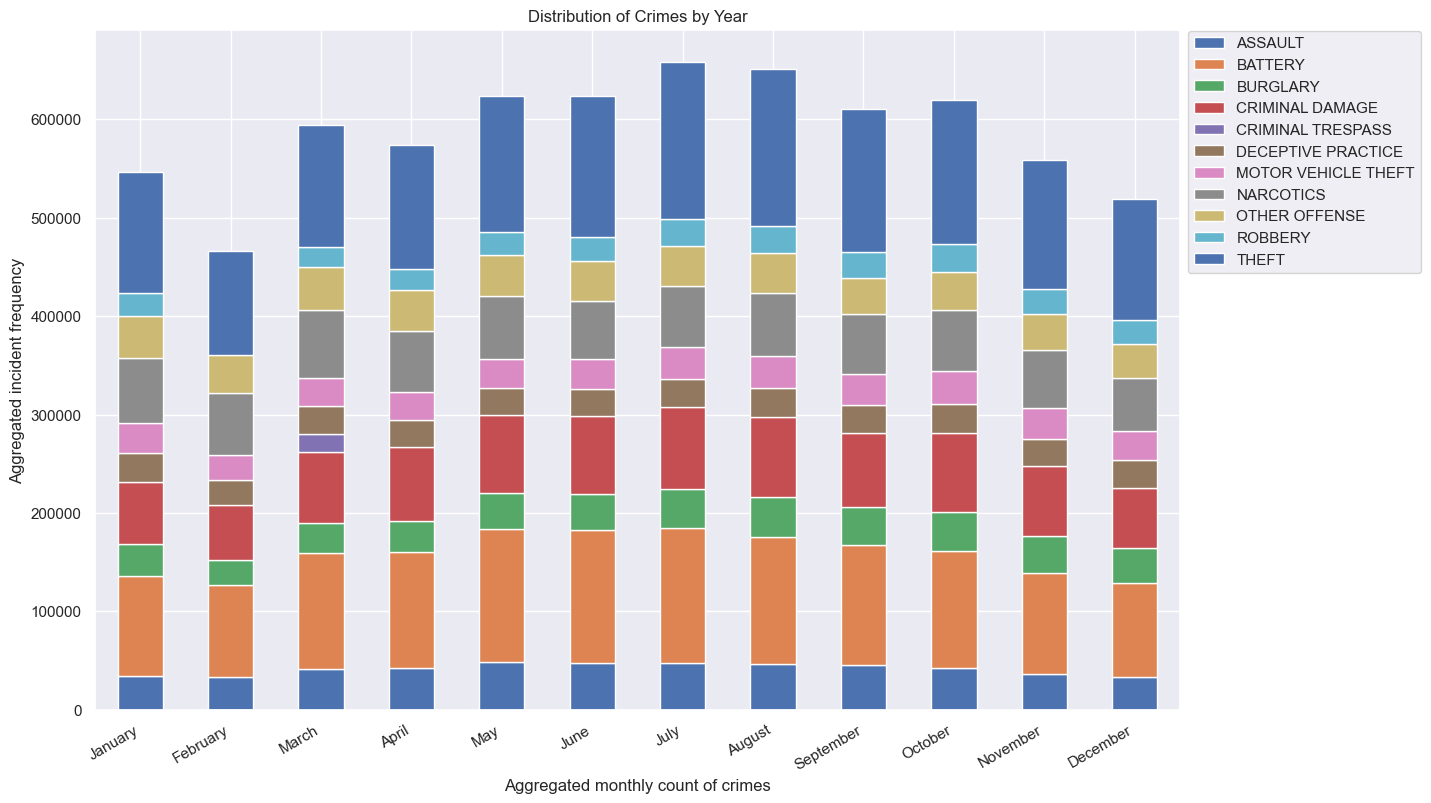 Distribution of Crimes by Year
ASSAULT
BATTERY
BURGLARY
CRIMINAL DAMAGE
CRIMINAL TRESPASS
DECEPTIVE PRACTICE
MOTOR VEHICLE THEFT
NARCOTICS
OTHER OFFENSE
ROBBERY
THEFT
Aggregated incident frequency
600000
500000
400000
300000
200000
100000
0
January
February
March
April
May
June
July
August
September
October
November
December
Aggregated monthly count of crimes